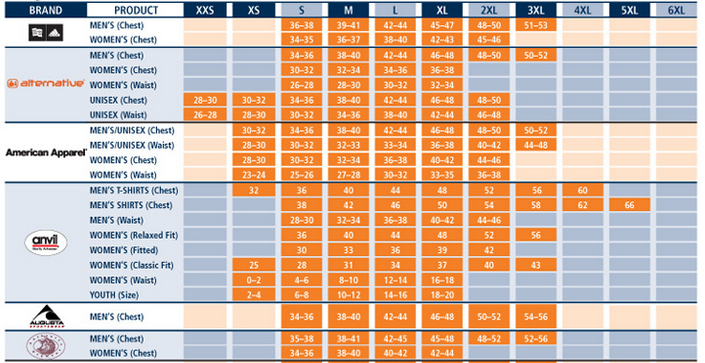 BRAND PRODUCT XXS XS S M L XL 2XL 3XL 4XL 5XL 6XL
MEN'S (Chest) 36–38 39–41 42–44 45–47 48–50 51–53
WOMEN'S (Chest) 34–35 36–37 38–40 42–43 45–46
alternative
MEN'S (Chest) 34–36 38–40 42–44 46–48 48–50 50–52
WOMEN'S (Chest) 30–32 32–34 34–36 36–38
WOMEN'S (Waist) 26–28 28–30 30–32 32–34
UNISEX (Chest) 28–30 30–32 34–36 38–40 42–44 46–48 48–50
UNISEX (Waist) 26–28 28–30 30–32 34–36 38–40 42–44 46–48
American Apparel
MEN'S/UNISEX (Chest) 30–32 34–36 38–40 42–44 46–48 48–50 50–52
MEN'S/UNISEX (Waist) 28–30 30–32 32–33 33–34 36–38 40–42 44–48
WOMEN'S (Chest) 28–30 30–32 32–34 36–38 40–42 44–46
WOMEN'S (Waist) 23–24 25–26 27–28 30–32 33–35 36–38
anvil
MEN'S T-SHIRTS (Chest) 32 36 40 44 48 52 56 60
MEN'S SHIRTS (Chest) 38 42 46 50 54 58 62 66
MEN'S (Waist) 28–30 32–34 36–38 40–42 44–46
WOMEN'S (Relaxed Fit) 36 40 44 48 52 56
WOMEN'S (Fitted) 30 33 36 39 42
WOMEN'S (Classic Fit) 25 28 31 34 37 40 43
WOMEN'S (Waist) 0–2 4–6 8–10 12–14 16–18
YOUTH (Size) 2–4 6–8 10–12 14–16 18–20
AUGUSTA
MEN'S (Chest) 34–36 38–40 42–44 46–48 50–52 54–56
MEN'S (Chest) 35–38 38–41 42–45 45–48 48–52 52–56
WOMEN'S (Chest) 34–36 38–40 40–42 42–44